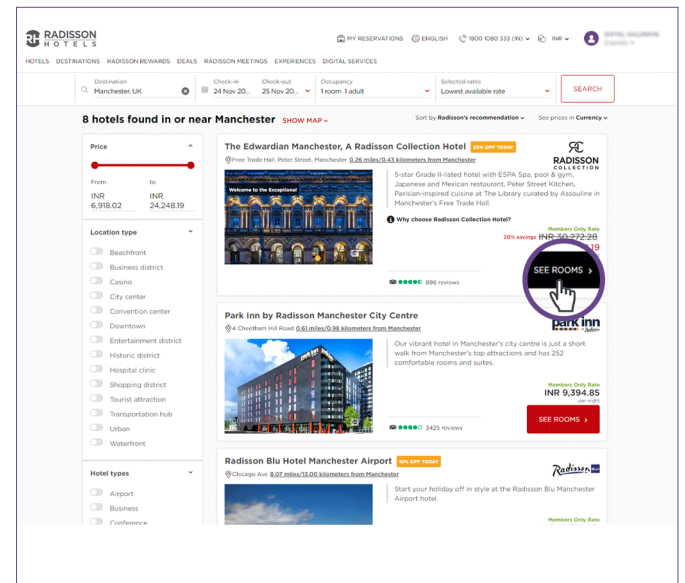 RADISSON
HOTELS
MY RESERVATIONS ENGLISH 1800 1080 333 (IN) INR
HOTELS DESTINATIONS RADISSON REWARDS DEALS RADISSON MEETINGS EXPERIENCES DIGITAL SERVICES
Destination Check-in Check-out Occupancy Selected rates
Manchester, UK 24 Nov 20... 25 Nov 20... 1 room 1 adult Lowest available rate SEARCH
8 hotels found in or near Manchester SHOW MAP Sort by Radisson's recommendation See prices in Currency
Price
From to
INR INR
6,918.02 24,248.19
Location type
Beachfront
Business district
Casino
City center
Convention center
Downtown
Entertainment district
Historic district
Hospital clinic
Shopping district
Tourist attraction
Transportation hub
Urban
Waterfront
Hotel types
Airport
Business
Conference
The Edwardian Manchester, A Radisson Collection Hotel 20% OFF TODAY
Free Trade Hall, Peter Street, Manchester 0.26 miles/0.43 kilometers from Manchester
RADISSON
COLLECTION
Welcome to the Exceptional
5-star Grade II-listed hotel with ESPA Spa, pool & gym,
Japanese and Mexican restaurant, Peter Street Kitchen,
Parisian-inspired cuisine at The Library curated by Assouline in
Manchester's Free Trade Hall.
Why choose Radisson Collection Hotel?
Members Only Rate
20% savings INR 30,272.28
19
896 reviews
SEE ROOMS
Park Inn by Radisson Manchester City Centre
4 Cheetham Hill Road 0.61 miles/0.98 kilometers from Manchester
park inn
by Radisson
Our vibrant hotel in Manchester's city centre is just a short
walk from Manchester's top attractions and has 252
comfortable rooms and suites.
Members Only Rate
INR 9,394.85
per night
3425 reviews
SEE ROOMS
Radisson Blu Hotel Manchester Airport 10% OFF TODAY
Chicago Ave 8.07 miles/13.00 kilometers from Manchester
Radisson BLU
Start your holiday off in style at the Radisson Blu Manchester
Airport hotel.
Members Only Rate